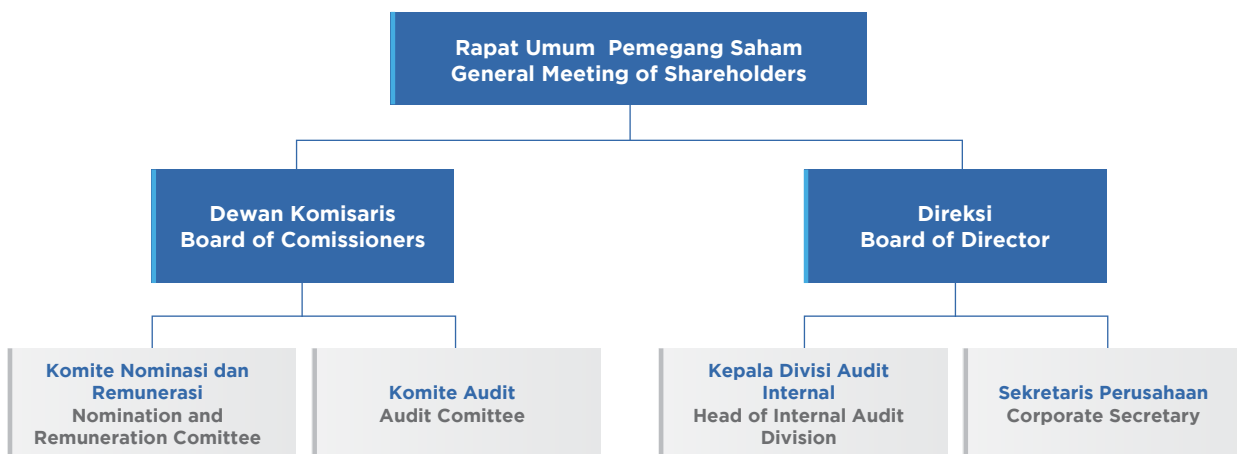 Rapat Umum Pemegang Saham
General Meeting of Shareholders
Dewan Komisaris
Board of Comissioners
Direksi
Board of Director
Komite Nominasi dan
Remunerasi
Nomination and
Remuneration Comittee
Komite Audit
Audit Comittee
Kepala Divisi Audit
Internal
Head of Internal Audit
Division
Sekretaris Perusahaan
Corporate Secretary